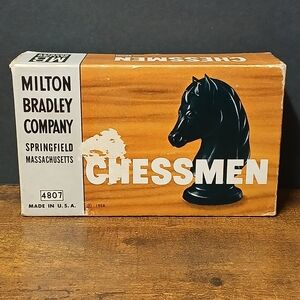 CHESSMEN
MILTON
BRADLEY
COMPANY
SPRINGFIELD
MASSACHUSETTS
4807
MADE IN U.S.A.
CHESSMEN